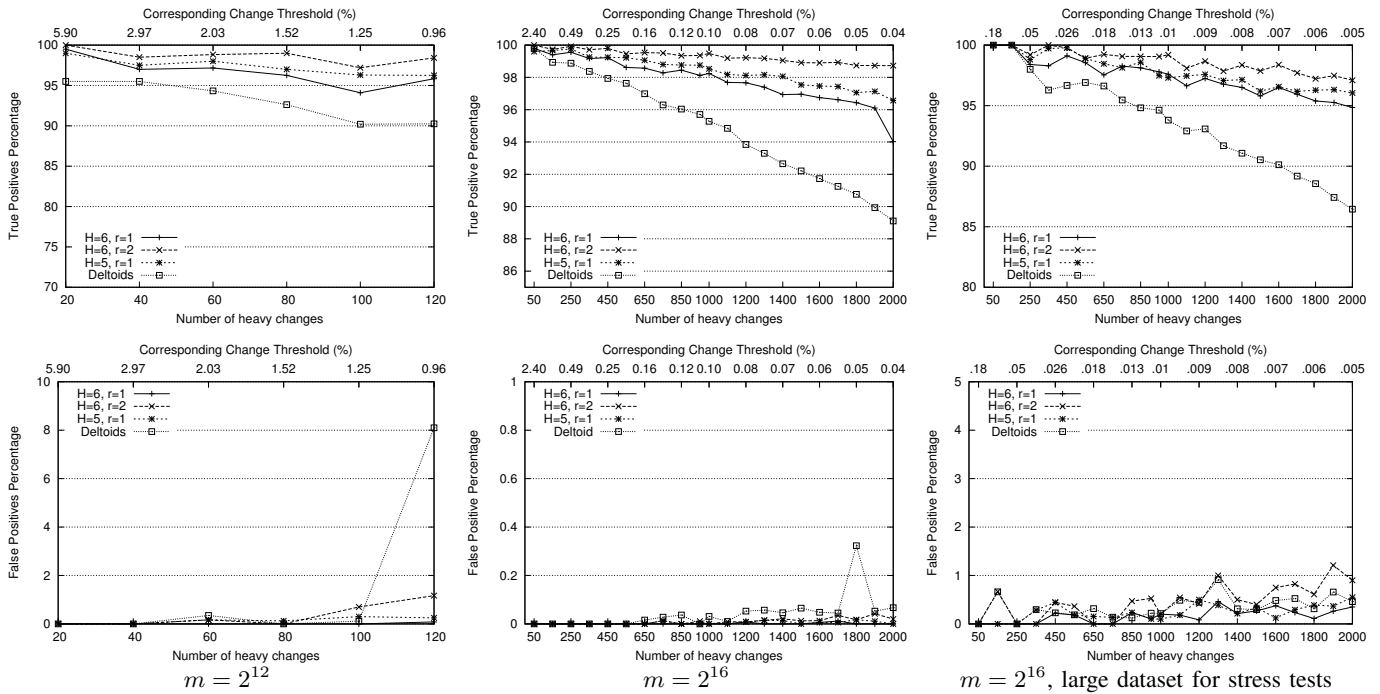 Corresponding Change Threshold (%)
5.90 2.97 2.03 1.52 1.25 0.96
100
95
90
85
80
75
70
True Positives Percentage
H=6, r=1
H=6, r=2
H=5, r=1
Deltoids
20 40 60 80 100 120
Number of heavy changes
Corresponding Change Threshold (%)
2.40 0.49 0.25 0.16 0.12 0.10 0.08 0.07 0.06 0.05 0.04
100
98
96
94
92
90
88
86
True Positives Percentage
H=6, r=1
H=6, r=2
H=5, r=1
Deltoids
50 250 450 650 850 1000 1200 1400 1600 1800 2000
Number of heavy changes
Corresponding Change Threshold (%)
.18 .05 .026 .018 .013 .01 .009 .008 .007 .006 .005
100
95
90
85
80
True Positives Percentage
H=6, r=1
H=6, r=2
H=5, r=1
Deltoids
50 250 450 650 850 1000 1200 1400 1600 1800 2000
Number of heavy changes
Corresponding Change Threshold (%)
5.90 2.97 2.03 1.52 1.25 0.96
10
8
6
4
2
0
False Positives Percentage
H=6, r=1
H=6, r=2
H=5, r=1
Deltoids
20 40 60 80 100 120
Number of heavy changes
m = 2^12
Corresponding Change Threshold (%)
2.40 0.49 0.25 0.16 0.12 0.10 0.08 0.07 0.06 0.05 0.04
1
0.8
0.6
0.4
0.2
0
False Positive Percentage
H=6, r=1
H=6, r=2
H=5, r=1
Deltoid
50 250 450 650 850 1000 1200 1400 1600 1800 2000
Number of heavy changes
m = 2^16
Corresponding Change Threshold (%)
.18 .05 .026 .018 .013 .01 .009 .008 .007 .006 .005
5
4
3
2
1
0
False Positive Percentage
H=6, r=1
H=6, r=2
H=5, r=1
Deltoids
50 250 450 650 850 1000 1200 1400 1600 1800 2000
Number of heavy changes
m = 2^16, large dataset for stress tests